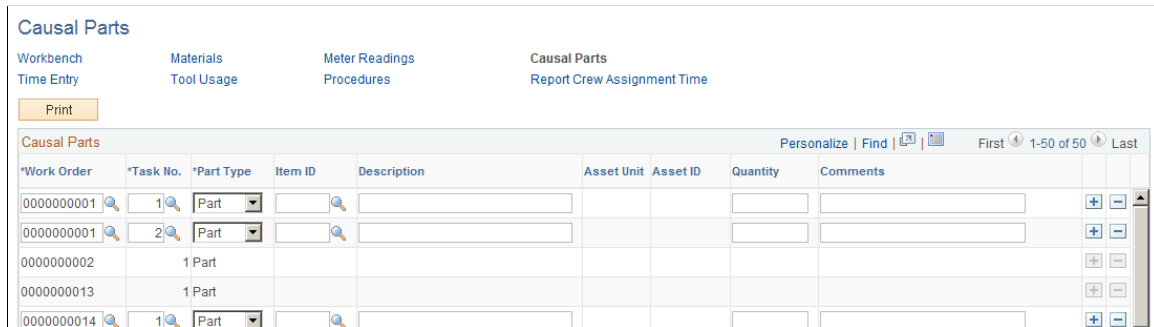 Causal Parts
Workbench Materials Meter Readings Causal Parts
Time Entry Tool Usage Procedures Report Crew Assignment Time
Print
Causal Parts Personalize | Find | | First 1-50 of 50 Last
*Work Order *Task No. *Part Type Item ID Description Asset Unit Asset ID Quantity Comments
0000000001 1 Part
0000000001 2 Part
0000000002 1 Part
0000000013 1 Part
0000000014 1 Part